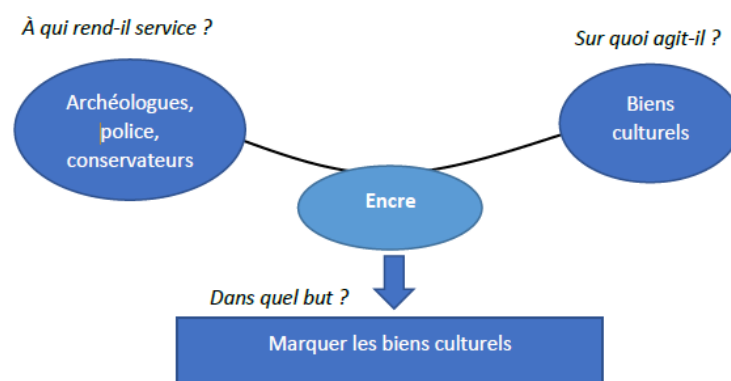 À qui rend-il service ?
Sur quoi agit-il ?
Archéologues,
police,
conservateurs
Biens
culturels
Encre
Dans quel but ?
Marquer les biens culturels